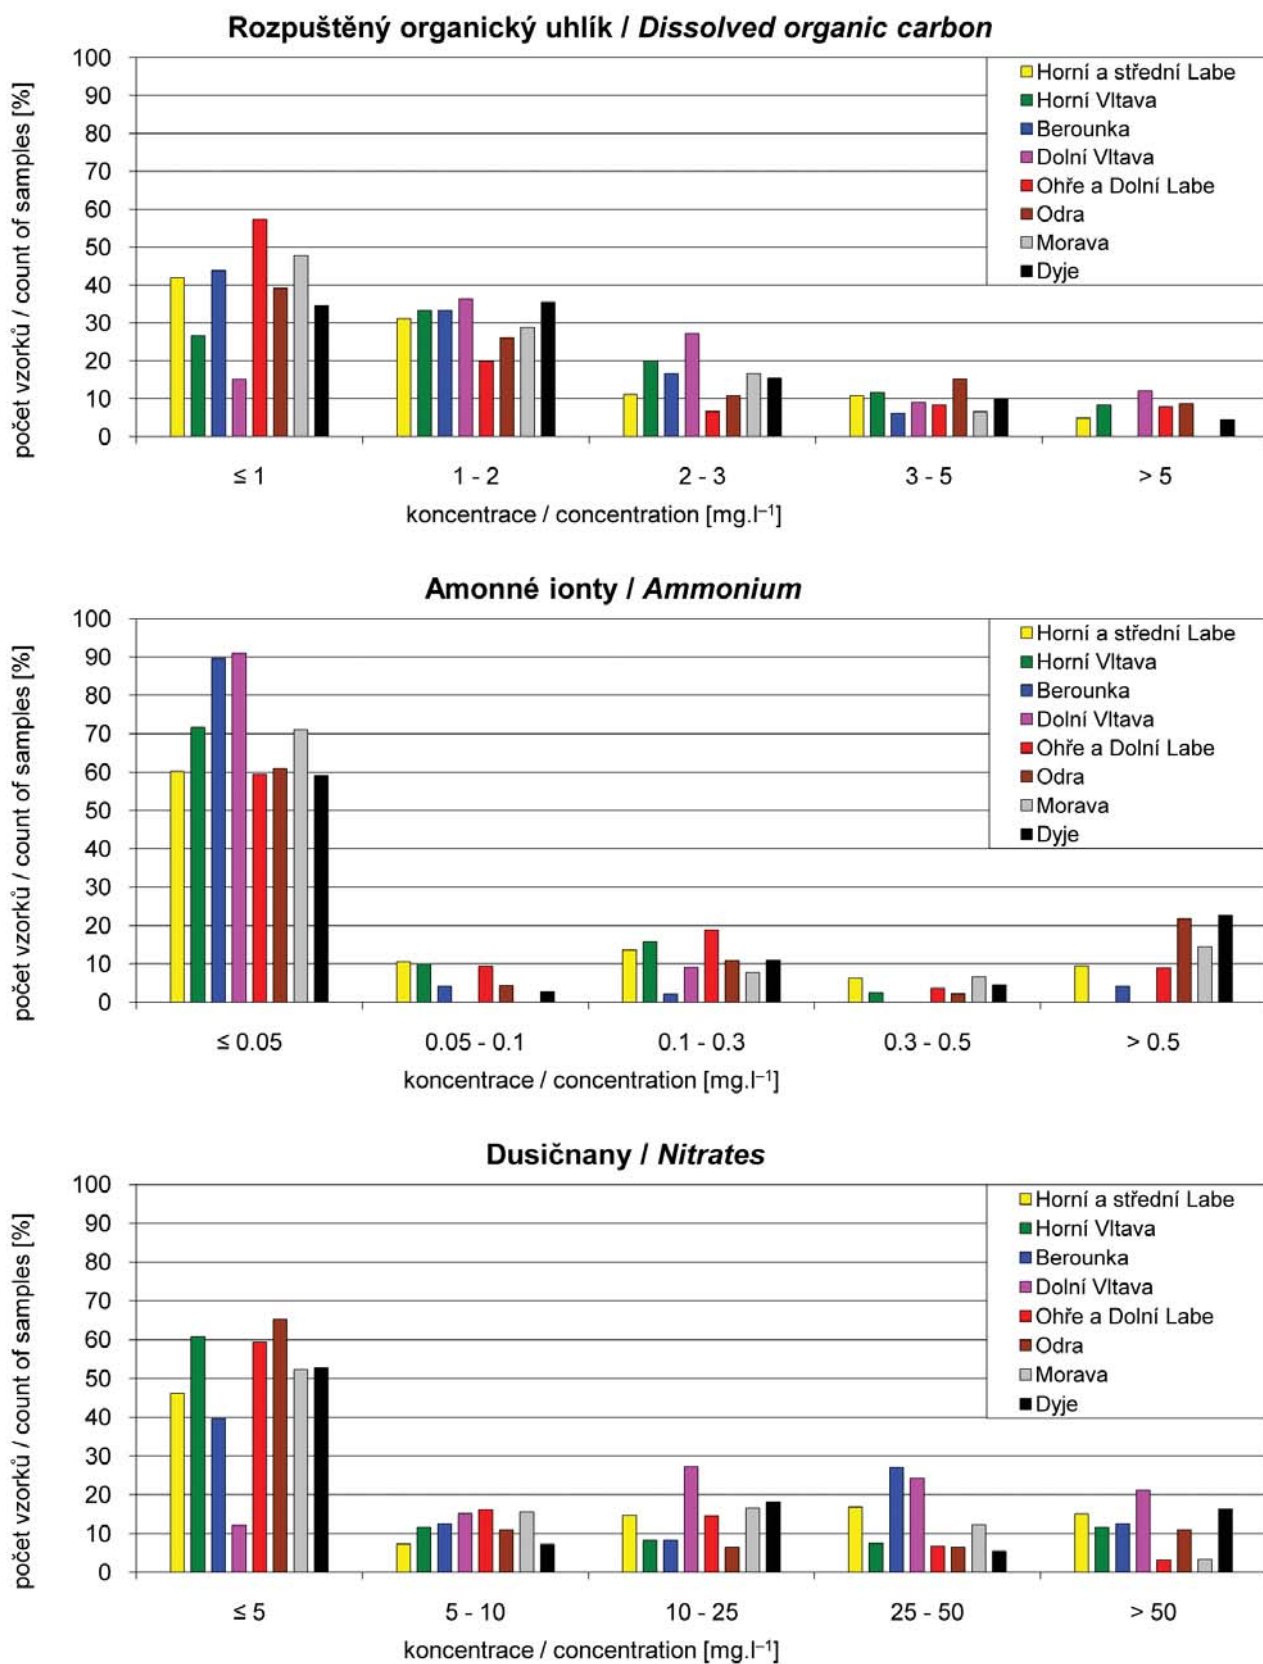 Rozpuštěný organický uhlík / Dissolved organic carbon
počet vzorků / count of samples [%]
100
90
80
70
60
50
40
30
20
10
0
≤ 1
1 - 2
2 - 3
3 - 5
> 5
koncentrace / concentration [mg.l⁻¹]
Horní a střední Labe
Horní Vltava
Berounka
Dolní Vltava
Ohře a Dolní Labe
Odra
Morava
Dyje
Amonné ionty / Ammonium
počet vzorků / count of samples [%]
100
90
80
70
60
50
40
30
20
10
0
≤ 0.05
0.05 - 0.1
0.1 - 0.3
0.3 - 0.5
> 0.5
koncentrace / concentration [mg.l⁻¹]
Horní a střední Labe
Horní Vltava
Berounka
Dolní Vltava
Ohře a Dolní Labe
Odra
Morava
Dyje
Dusičnany / Nitrates
počet vzorků / count of samples [%]
100
90
80
70
60
50
40
30
20
10
0
≤ 5
5 - 10
10 - 25
25 - 50
> 50
koncentrace / concentration [mg.l⁻¹]
Horní a střední Labe
Horní Vltava
Berounka
Dolní Vltava
Ohře a Dolní Labe
Odra
Morava
Dyje